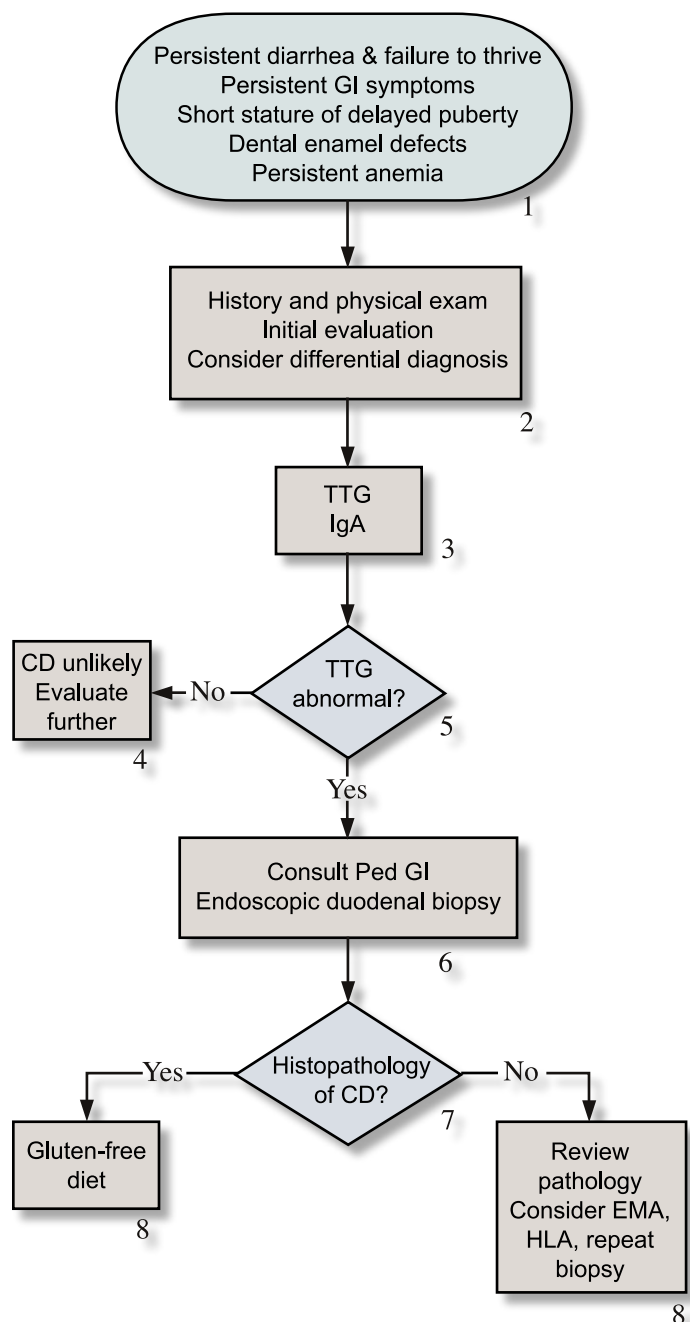 Persistent diarrhea & failure to thrive
Persistent GI symptoms
Short stature of delayed puberty
Dental enamel defects
Persistent anemia
1
History and physical exam
Initial evaluation
Consider differential diagnosis
2
TTG
IgA
3
TTG
abnormal?
5
No
CD unlikely
Evaluate
further
4
Yes
Consult Ped GI
Endoscopic duodenal biopsy
6
Histopathology
of CD?
7
Yes
Gluten-free
diet
8
No
Review
pathology
Consider EMA,
HLA, repeat
biopsy
8